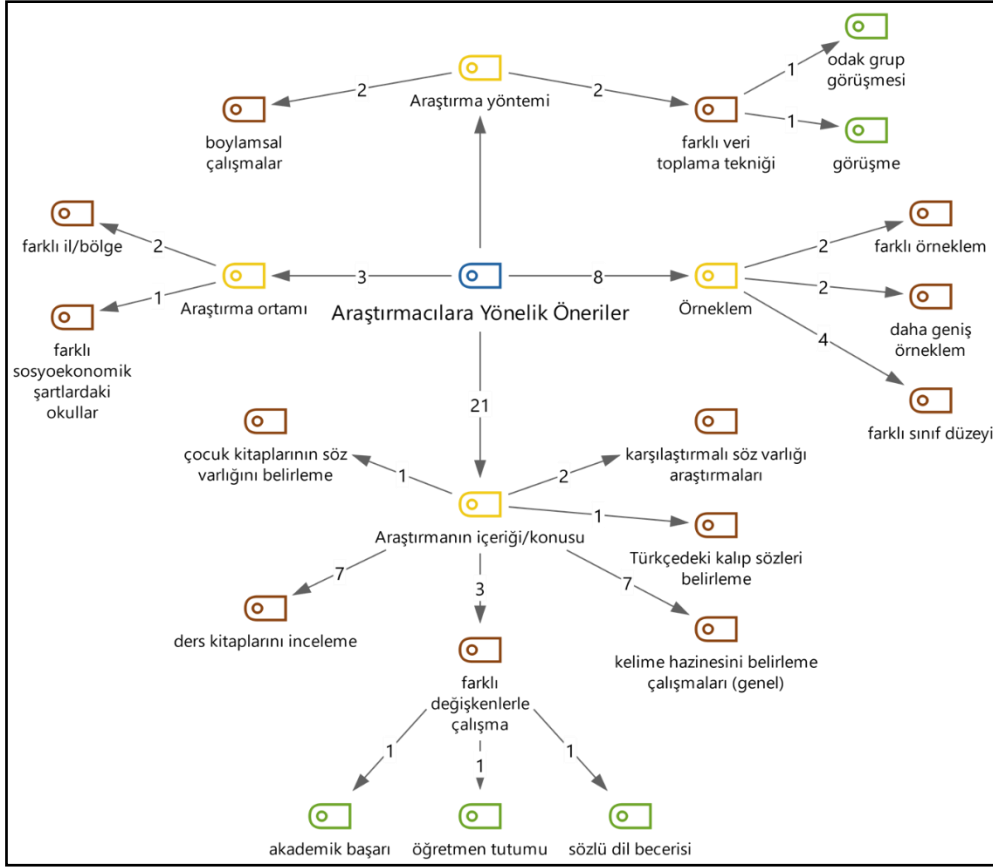 odak grup
görüşmesi
1
2
Araştırma yöntemi
2
boylamsal
çalışmalar
farklı veri
toplama tekniği
1
görüşme
farklı il/bölge
2
farklı örneklem
2
3
8
Araştırma ortamı
Araştırmacılara Yönelik Öneriler
Örneklem
2
1
daha geniş
örneklem
farklı
sosyoekonomik
şartlardaki
okullar
4
farklı sınıf düzeyi
21
çocuk kitaplarının söz
varlığını belirleme
karşılaştırmalı söz varlığı
araştırmaları
1
2
Araştırmanın içeriği/konusu
1
Türkçedeki kalıp sözleri
belirleme
7
3
7
ders kitaplarını inceleme
kelime hazinesini belirleme
çalışmaları (genel)
farklı
değişkenlerle
çalışma
1
1
1
akademik başarı
öğretmen tutumu
sözlü dil becerisi